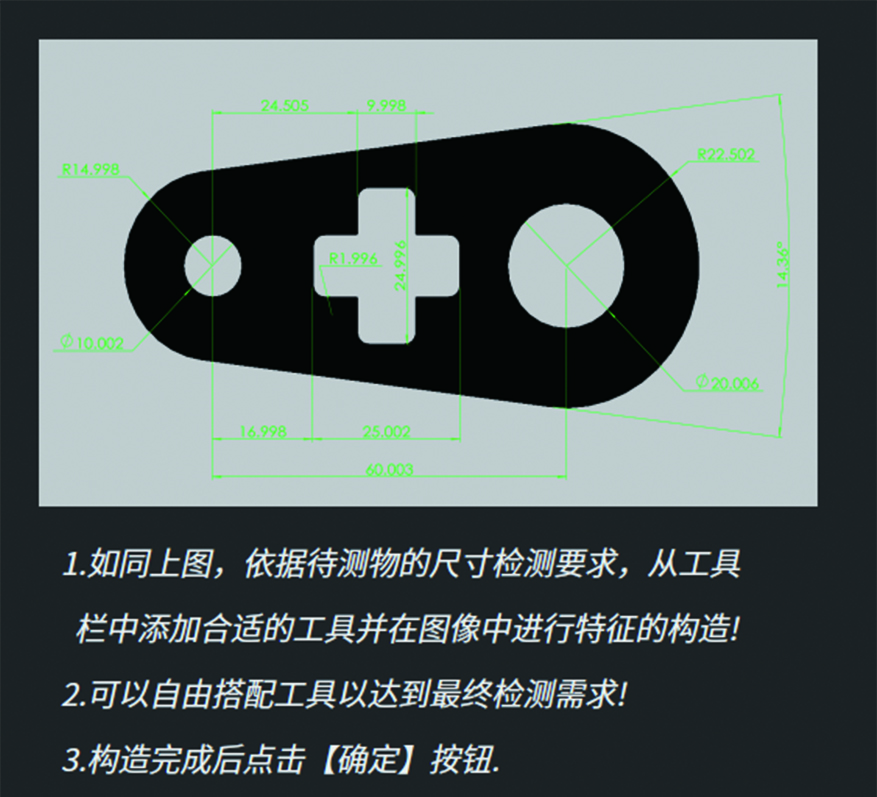 24.505
9.998
R14.998
R22.502
R1.996
24.996
14.36°
∅10.002
∅20.006
16.998
25.002
60.003
1.如同上图，依据待测物的尺寸检测要求，从工具
栏中添加合适的工具并在图像中进行特征的构造!
2.可以自由搭配工具以达到最终检测需求!
3.构造完成后点击【确定】按钮.